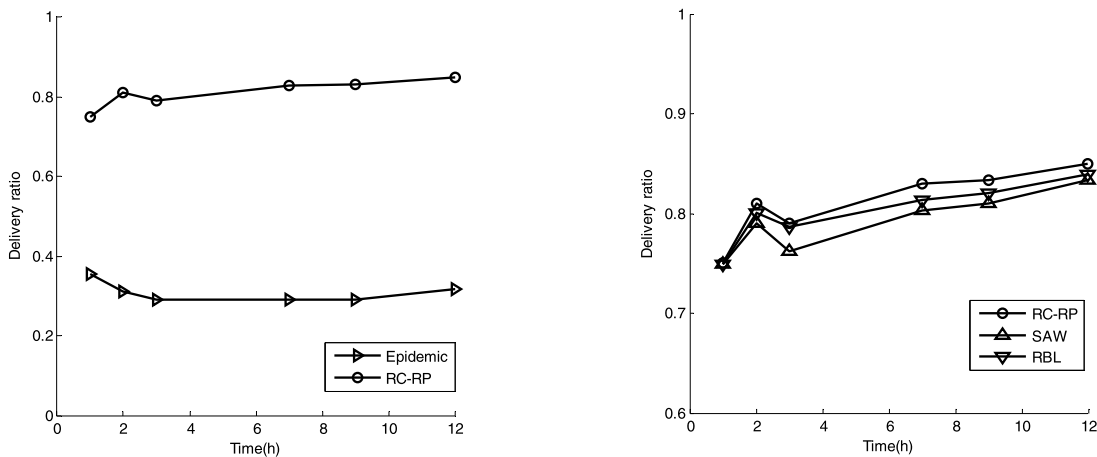 1
0.8
0.6
0.4
0.2
0
Delivery ratio
0 2 4 6 8 10 12
Time(h)
Epidemic
RC-RP
1
0.9
0.8
0.7
0.6
Delivery ratio
0 2 4 6 8 10 12
Time(h)
RC-RP
SAW
RBL